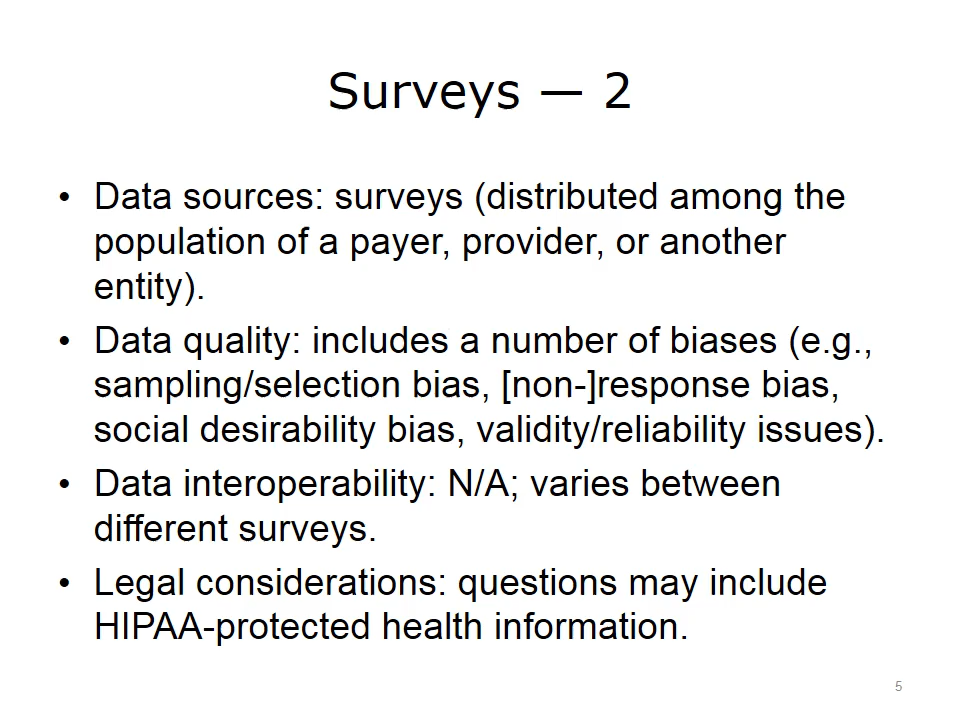 Surveys — 2
• Data sources: surveys (distributed among the
population of a payer, provider, or another
entity).
• Data quality: includes a number of biases (e.g.,
sampling/selection bias, [non-]response bias,
social desirability bias, validity/reliability issues).
• Data interoperability: N/A; varies between
different surveys.
• Legal considerations: questions may include
HIPAA-protected health information.
5